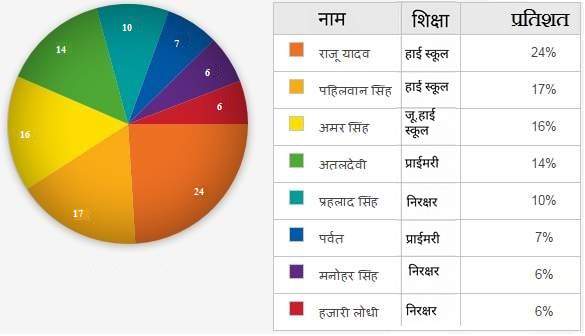 10
7
14
6
6
16
24
17
नाम शिक्षा प्रतिशत
राजू यादव हाई स्कूल 24%
पहिलवान सिंह हाई स्कूल 17%
अमर सिंह जू.हाई स्कूल 16%
अतलदेवी प्राईमरी 14%
प्रहलाद सिंह निरक्षर 10%
पर्वत प्राईमरी 7%
मनोहर सिंह निरक्षर 6%
हजारी लोधी निरक्षर 6%